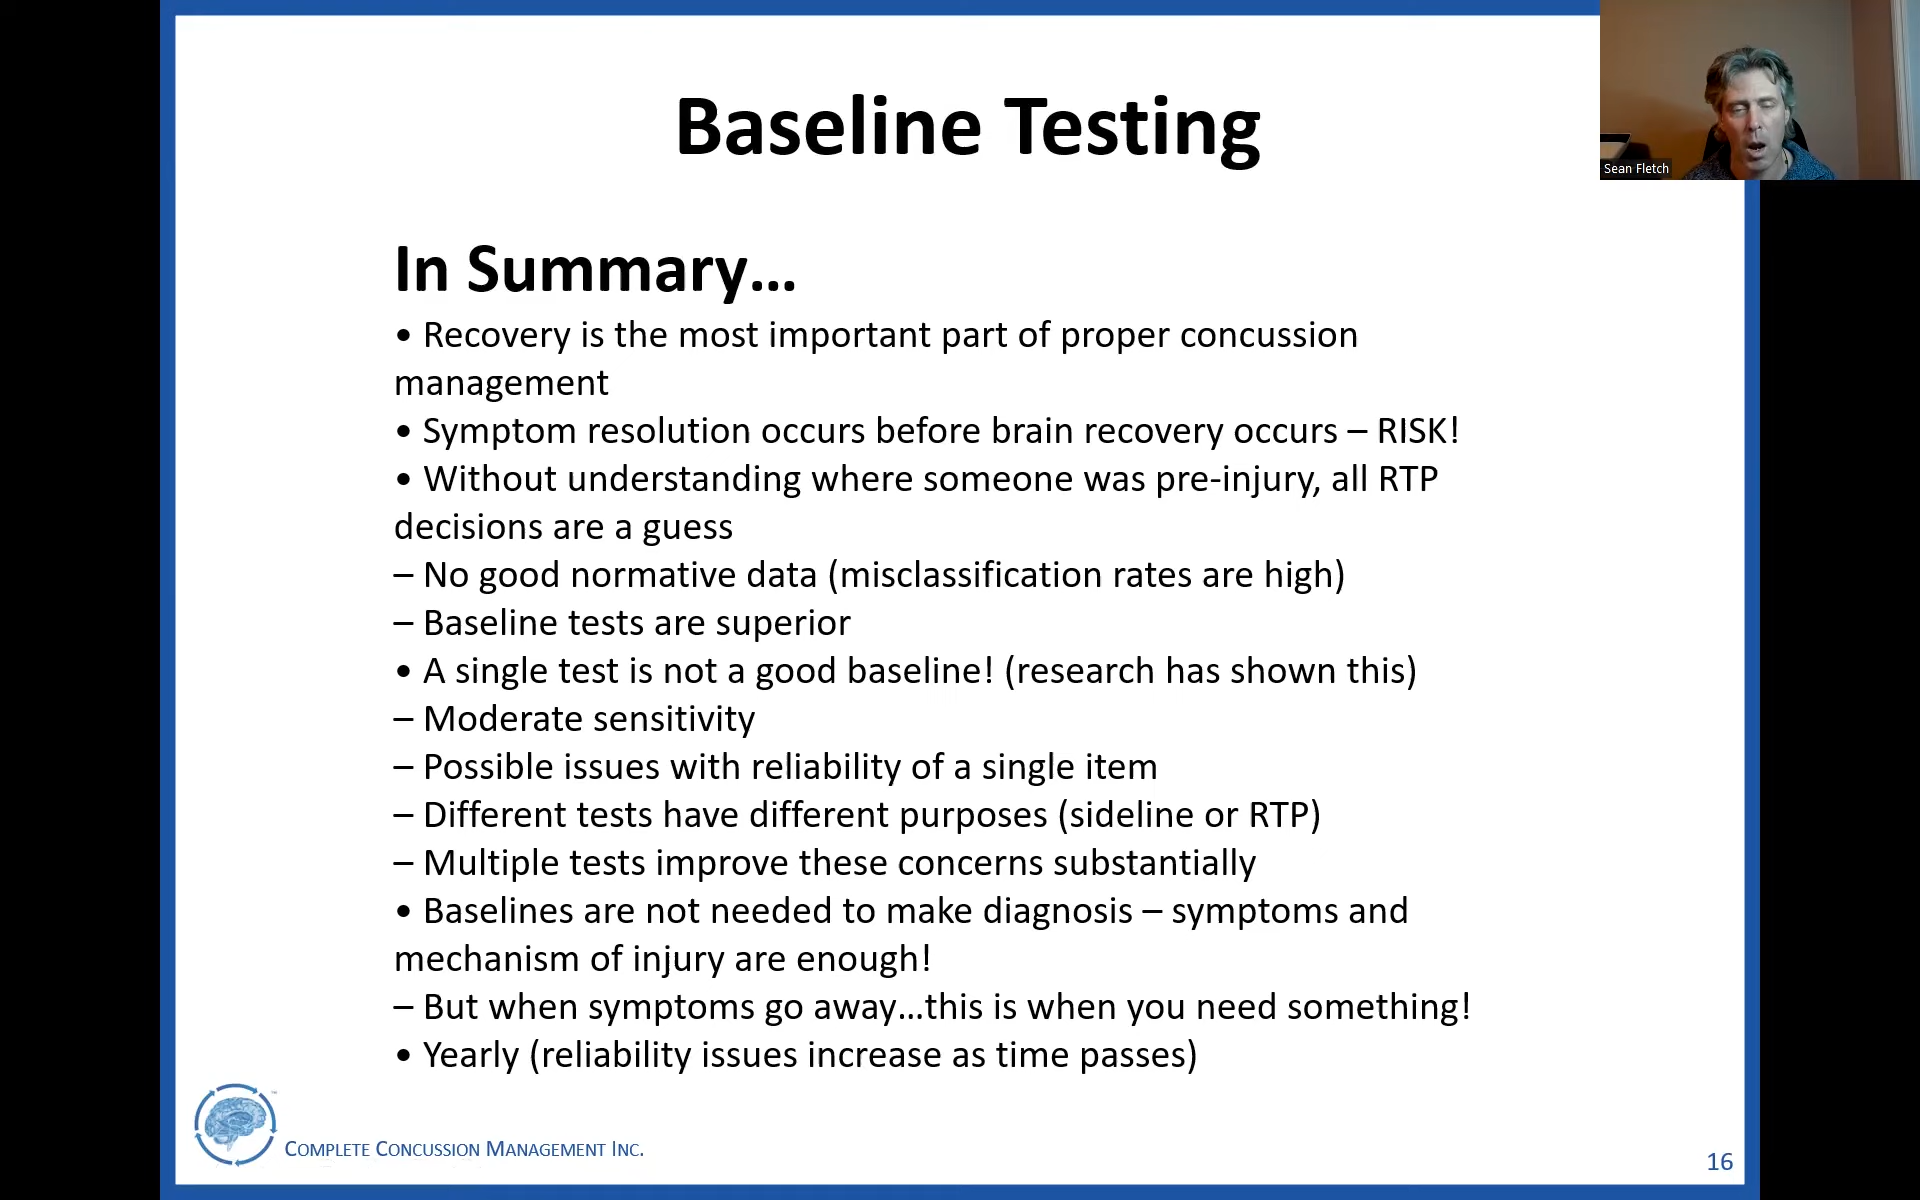 Baseline Testing
Sean Fletch
In Summary...
• Recovery is the most important part of proper concussion
management
• Symptom resolution occurs before brain recovery occurs – RISK!
• Without understanding where someone was pre-injury, all RTP
decisions are a guess
– No good normative data (misclassification rates are high)
– Baseline tests are superior
• A single test is not a good baseline! (research has shown this)
– Moderate sensitivity
– Possible issues with reliability of a single item
– Different tests have different purposes (sideline or RTP)
– Multiple tests improve these concerns substantially
• Baselines are not needed to make diagnosis – symptoms and
mechanism of injury are enough!
– But when symptoms go away...this is when you need something!
• Yearly (reliability issues increase as time passes)
COMPLETE CONCUSSION MANAGEMENT INC.
16